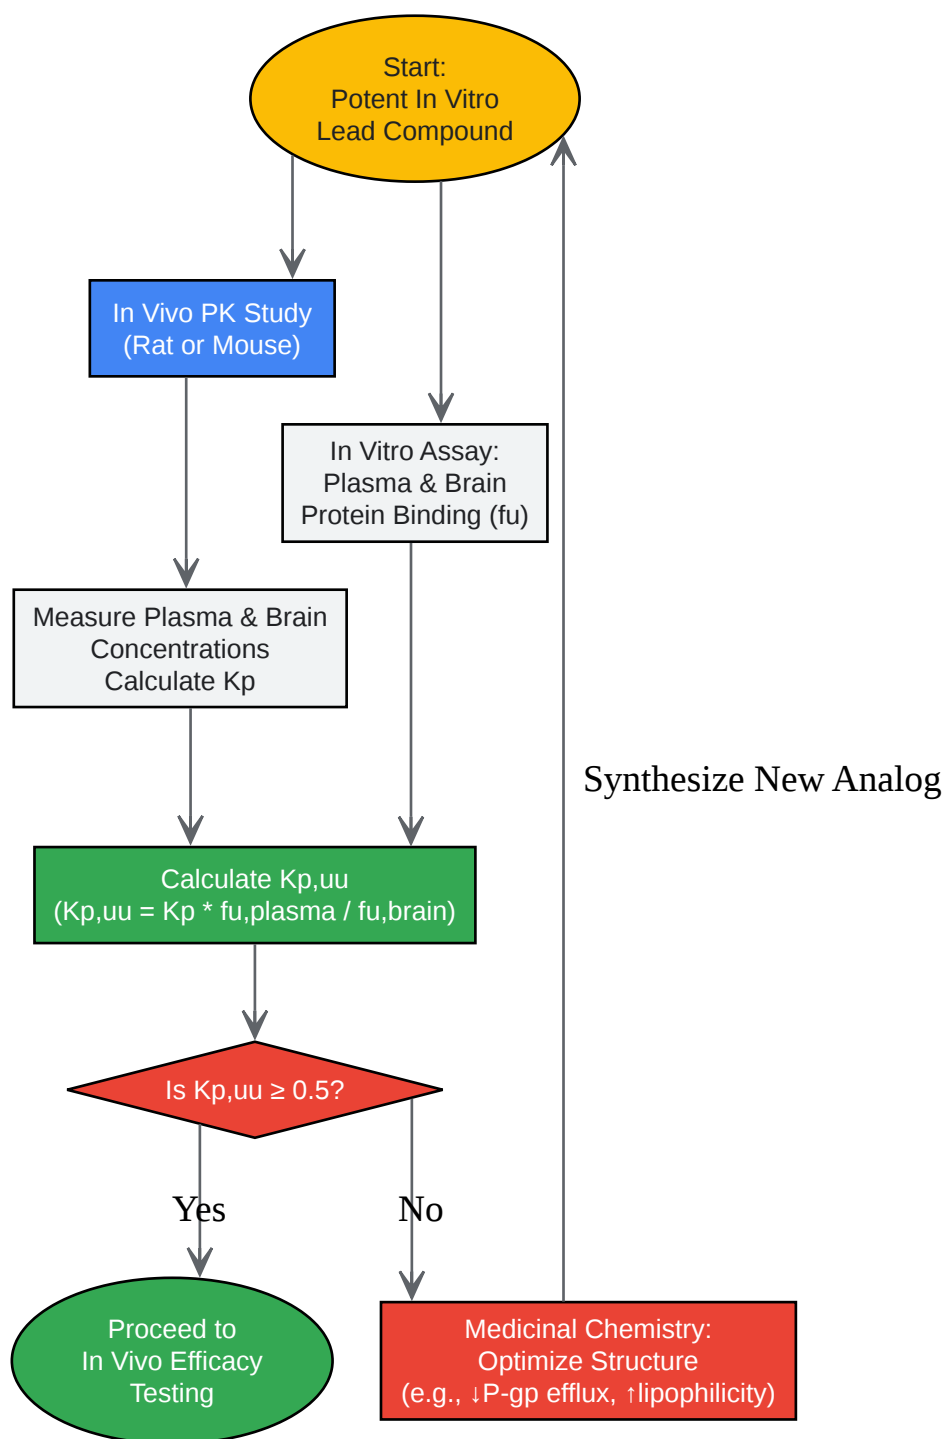 Start:
Potent In Vitro
Lead Compound
In Vivo PK Study
(Rat or Mouse)
In Vitro Assay:
Plasma & Brain
Protein Binding (fu)
Measure Plasma & Brain
Concentrations
Calculate Kp
Synthesize New Analog
Calculate Kp,uu
(Kp,uu = Kp * fu,plasma / fu,brain)
Is Kp,uu ≥ 0.5?
Yes
No
Proceed to
In Vivo Efficacy
Testing
Medicinal Chemistry:
Optimize Structure
(e.g., ↓P-gp efflux, ↑lipophilicity)